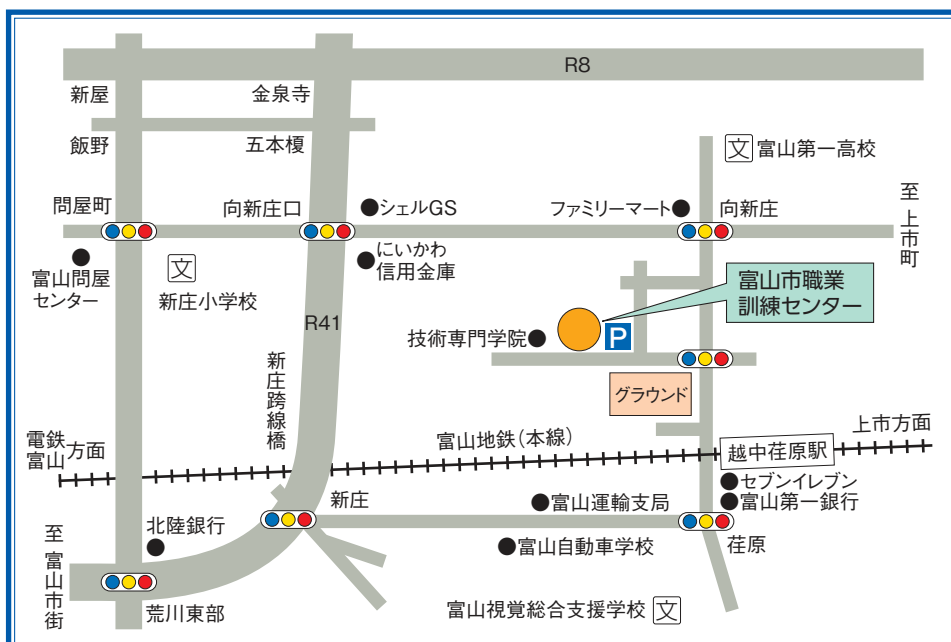 R8
新屋
金泉寺
飯野
五本榎
文
富山第一高校
問屋町
向新庄口
シェルGS
ファミリーマート
向新庄
至上市町
富山問屋
センター
文
新庄小学校
にいかわ
信用金庫
富山市職業
訓練センター
R41
技術専門学院
P
グラウンド
新庄跨線橋
電鉄
富山
方面
富山地鉄(本線)
上市方面
越中荏原駅
セブンイレブン
富山第一銀行
新庄
富山運輸支局
至富山市街
北陸銀行
富山自動車学校
荏原
荒川東部
富山視覚総合支援学校
文